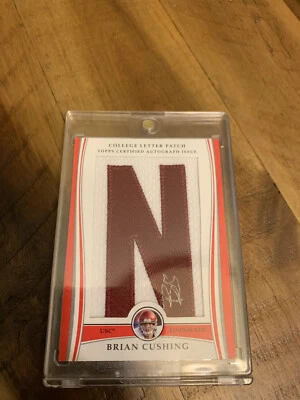 COLLEGE LETTER PATCH
TOPPS CERTIFIED AUTOGRAPH ISSUE
N
USC
BRIAN CUSHING